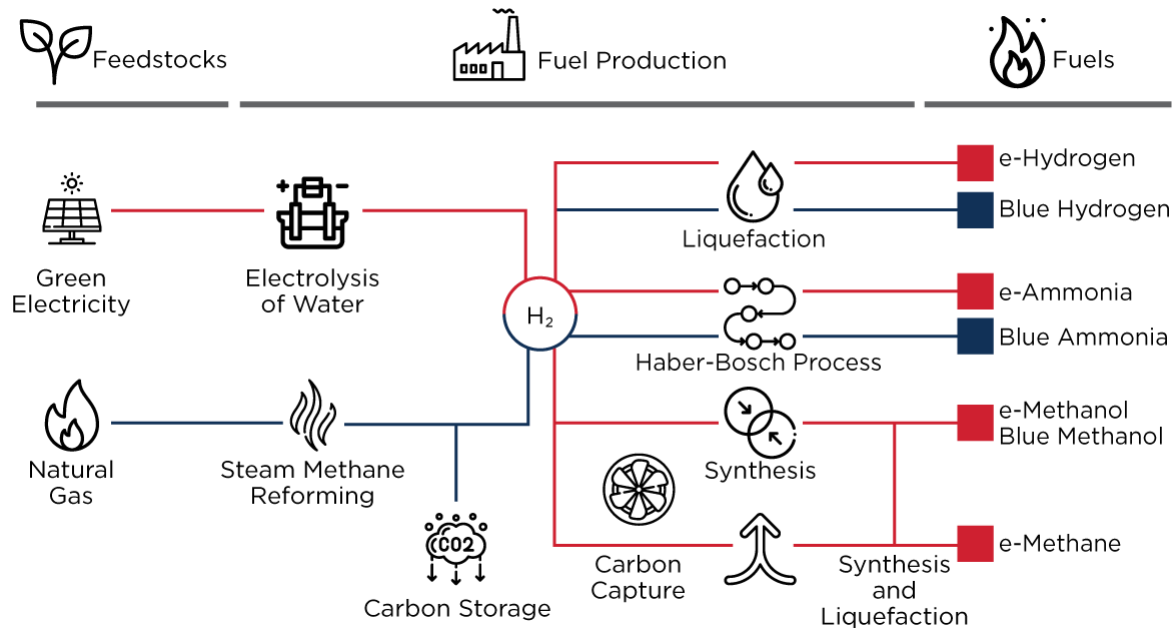 Feedstocks
Fuel Production
Fuels
e-Hydrogen
Blue Hydrogen
Liquefaction
Green
Electricity
Electrolysis
of Water
H₂
e-Ammonia
Blue Ammonia
Haber-Bosch Process
Natural
Gas
Steam Methane
Reforming
e-Methanol
Blue Methanol
Synthesis
CO2
Carbon Storage
Carbon
Capture
Synthesis
and
Liquefaction
e-Methane